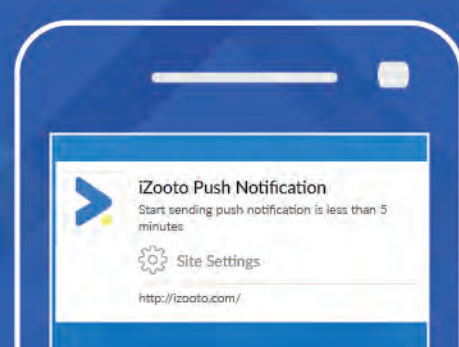 iZooto Push Notification
Start sending push notification is less than 5
minutes
Site Settings
http://izooto.com/